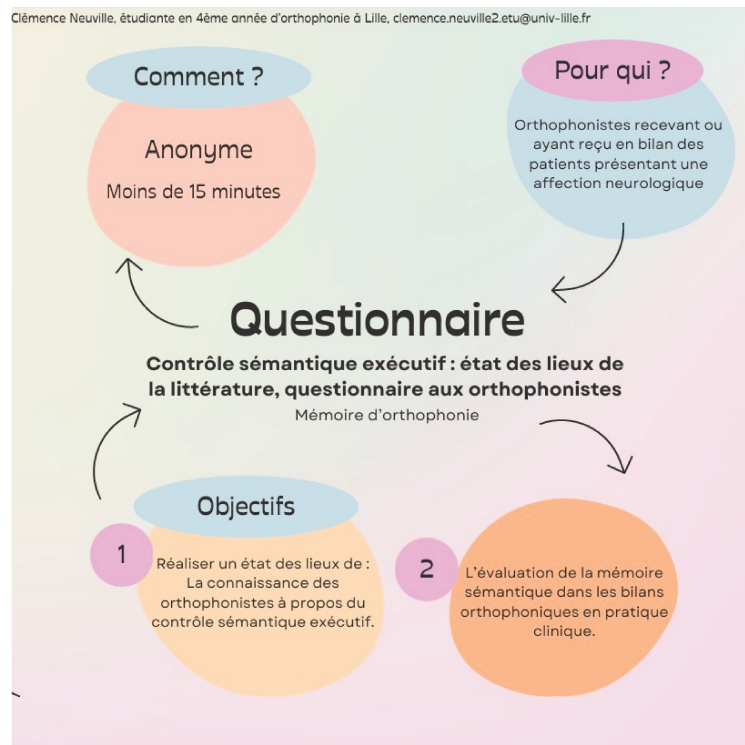 Clémence Neuville, étudiante en 4ème année d'orthophonie à Lille, clemence.neuville2.etu@univ-lille.fr
Comment ?
Anonyme
Moins de 15 minutes
Pour qui ?
Orthophonistes recevant ou
ayant reçu en bilan des
patients présentant une
affection neurologique
Questionnaire
Contrôle sémantique exécutif : état des lieux de
la littérature, questionnaire aux orthophonistes
Mémoire d'orthophonie
Objectifs
1
Réaliser un état des lieux de :
La connaissance des
orthophonistes à propos du
contrôle sémantique exécutif.
2
L'évaluation de la mémoire
sémantique dans les bilans
orthophoniques en pratique
clinique.